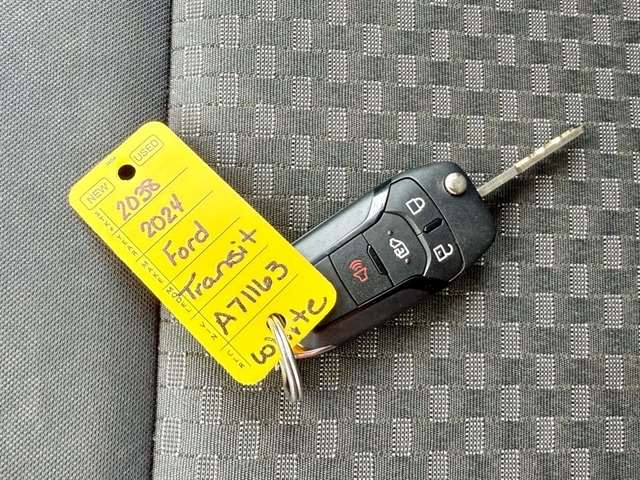 NEW USED
2038
2024
Ford
Transit
A71163
White